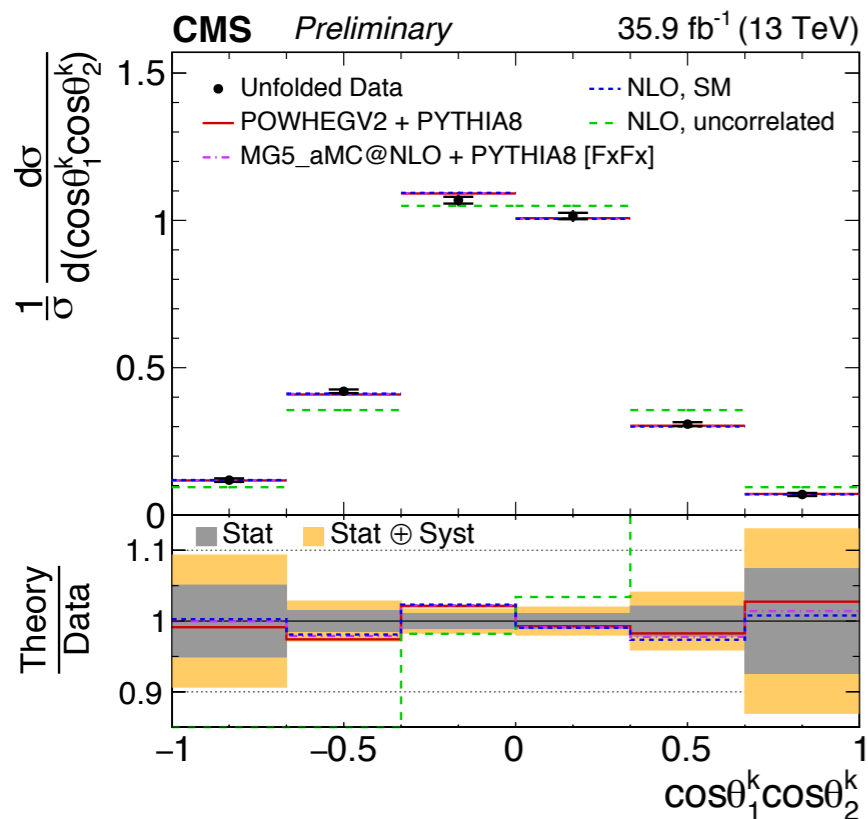 CMS Preliminary 35.9 fb⁻¹ (13 TeV)
1/σ dσ/d(cosθ₁ᵏcosθ₂ᵏ)
Unfolded Data
POWHEGV2 + PYTHIA8
MG5_aMC@NLO + PYTHIA8 [FxFx]
NLO, SM
NLO, uncorrelated
1.5
1
0.5
0
Stat
Stat ⊕ Syst
Theory/Data
1.1
1
0.9
−1 −0.5 0 0.5 1
cosθ₁ᵏcosθ₂ᵏ